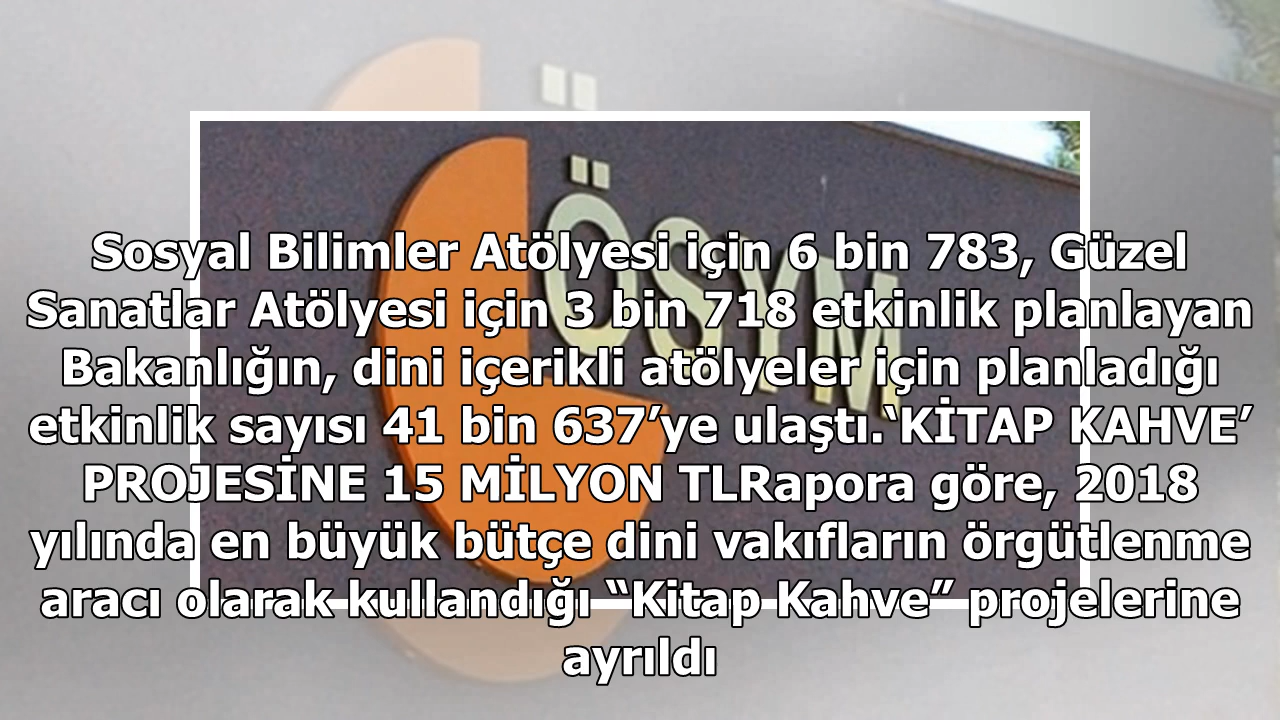 ÖSYM
Sosyal Bilimler Atölyesi için 6 bin 783, Güzel
Sanatlar Atölyesi için 3 bin 718 etkinlik planlayan
Bakanlığın, dini içerikli atölyeler için planladığı
etkinlik sayısı 41 bin 637’ye ulaştı.‘KİTAP KAHVE’
PROJESİNE 15 MİLYON TLRapora göre, 2018
yılında en büyük bütçe dini vakıfların örgütlenme
aracı olarak kullandığı “Kitap Kahve” projelerine
ayrıldı